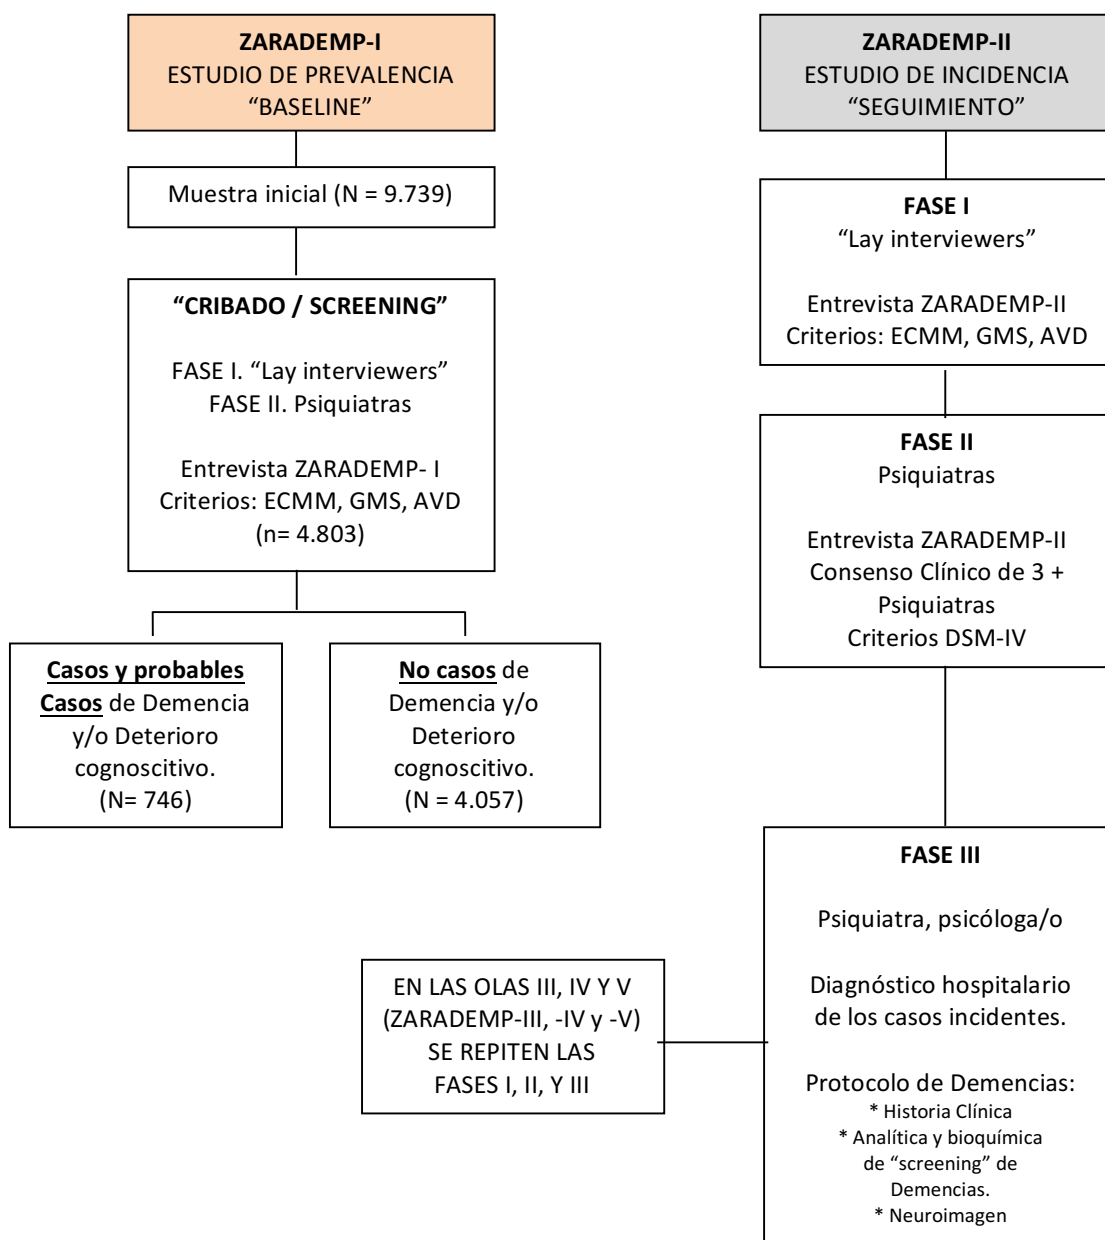 ZARADEMP-I
ESTUDIO DE PREVALENCIA
“BASELINE”
Muestra inicial (N = 9.739)
“CRIBADO / SCREENING”
FASE I. “Lay interviewers”
FASE II. Psiquiatras
Entrevista ZARADEMP- I
Criterios: ECMM, GMS, AVD
(n= 4.803)
Casos y probables
Casos de Demencia
y/o Deterioro
cognoscitivo.
(N= 746)
No casos de
Demencia y/o
Deterioro
cognoscitivo.
(N = 4.057)
ZARADEMP-II
ESTUDIO DE INCIDENCIA
“SEGUIMIENTO”
FASE I
“Lay interviewers”
Entrevista ZARADEMP-II
Criterios: ECMM, GMS, AVD
FASE II
Psiquiatras
Entrevista ZARADEMP-II
Consenso Clínico de 3 +
Psiquiatras
Criterios DSM-IV
FASE III
Psiquiatra, psicóloga/o
Diagnóstico hospitalario
de los casos incidentes.
Protocolo de Demencias:
* Historia Clínica
* Analítica y bioquímica
de “screening” de
Demencias.
* Neuroimagen
EN LAS OLAS III, IV Y V
(ZARADEMP-III, -IV y -V)
SE REPITEN LAS
FASES I, II, Y III